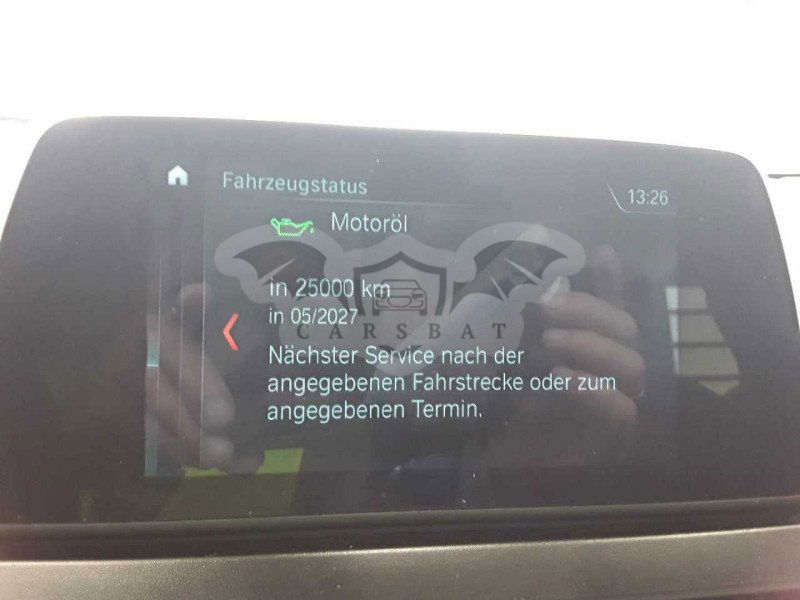 Fahrzeugstatus
13:26
Motoröl
in 25000 km
in 05/2027
CARSBAT
Nächster Service nach der
angegebenen Fahrstrecke oder zum
angegebenen Termin.